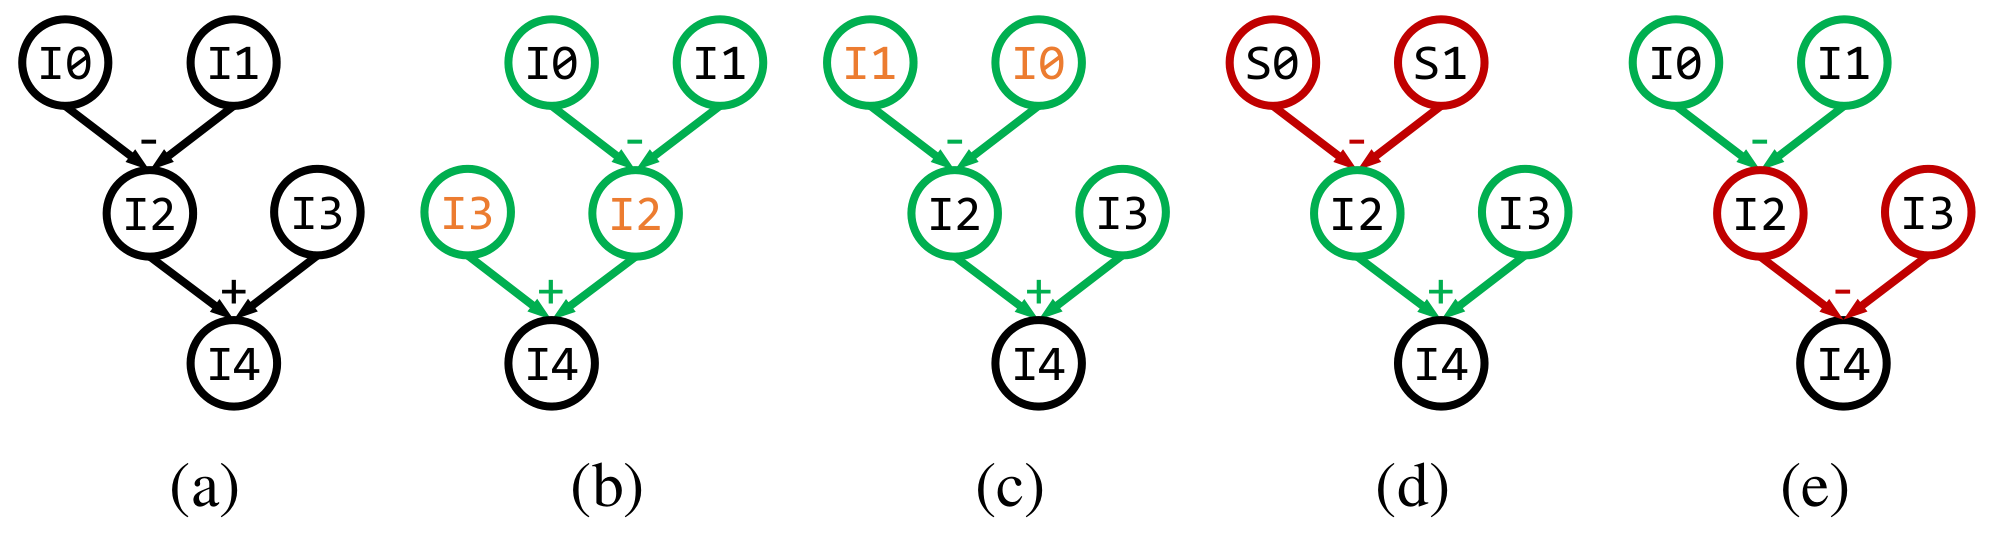 I0 I1 I0 I1 I1 I0 S0 S1 I0 I1
- - - - -
I2 I3 I3 I2 I2 I3 I2 I3 I2 I3
+ + + + -
I4 I4 I4 I4 I4
(a) (b) (c) (d) (e)